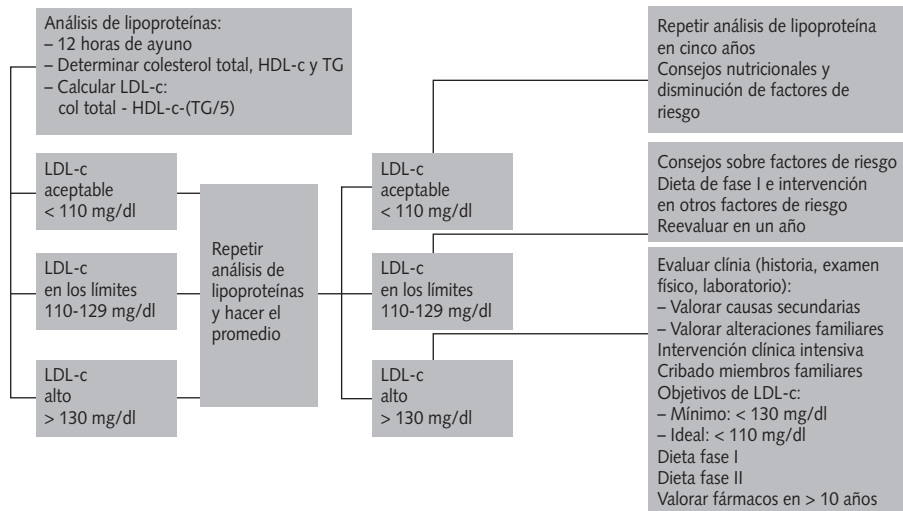 Análisis de lipoproteínas:
– 12 horas de ayuno
– Determinar colesterol total, HDL-c y TG
– Calcular LDL-c:
col total - HDL-c-(TG/5)
LDL-c
aceptable
< 110 mg/dl
LDL-c
en los límites
110-129 mg/dl
LDL-c
alto
> 130 mg/dl
Repetir
análisis de
lipoproteínas
y hacer el
promedio
LDL-c
aceptable
< 110 mg/dl
LDL-c
en los límites
110-129 mg/dl
LDL-c
alto
> 130 mg/dl
Repetir análisis de lipoproteína
en cinco años
Consejos nutricionales y
disminución de factores de
riesgo
Consejos sobre factores de riesgo
Dieta de fase I e intervención
en otros factores de riesgo
Reevaluar en un año
Evaluar clínia (historia, examen
físico, laboratorio):
– Valorar causas secundarias
– Valorar alteraciones familiares
Intervención clínica intensiva
Cribado miembros familiares
Objetivos de LDL-c:
– Mínimo: < 130 mg/dl
– Ideal: < 110 mg/dl
Dieta fase I
Dieta fase II
Valorar fármacos en > 10 años